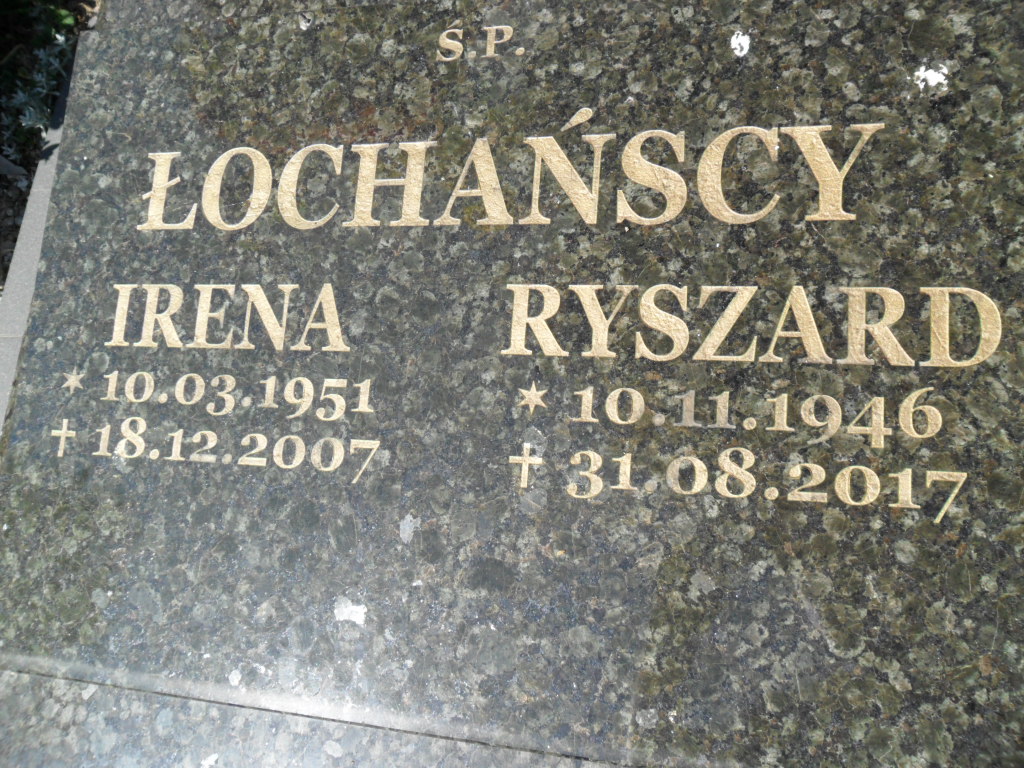 Ś.P.
ŁOCHAŃSCY
IRENA
* 10.03.1951
† 18.12.2007
RYSZARD
* 10.11.1946
† 31.08.2017